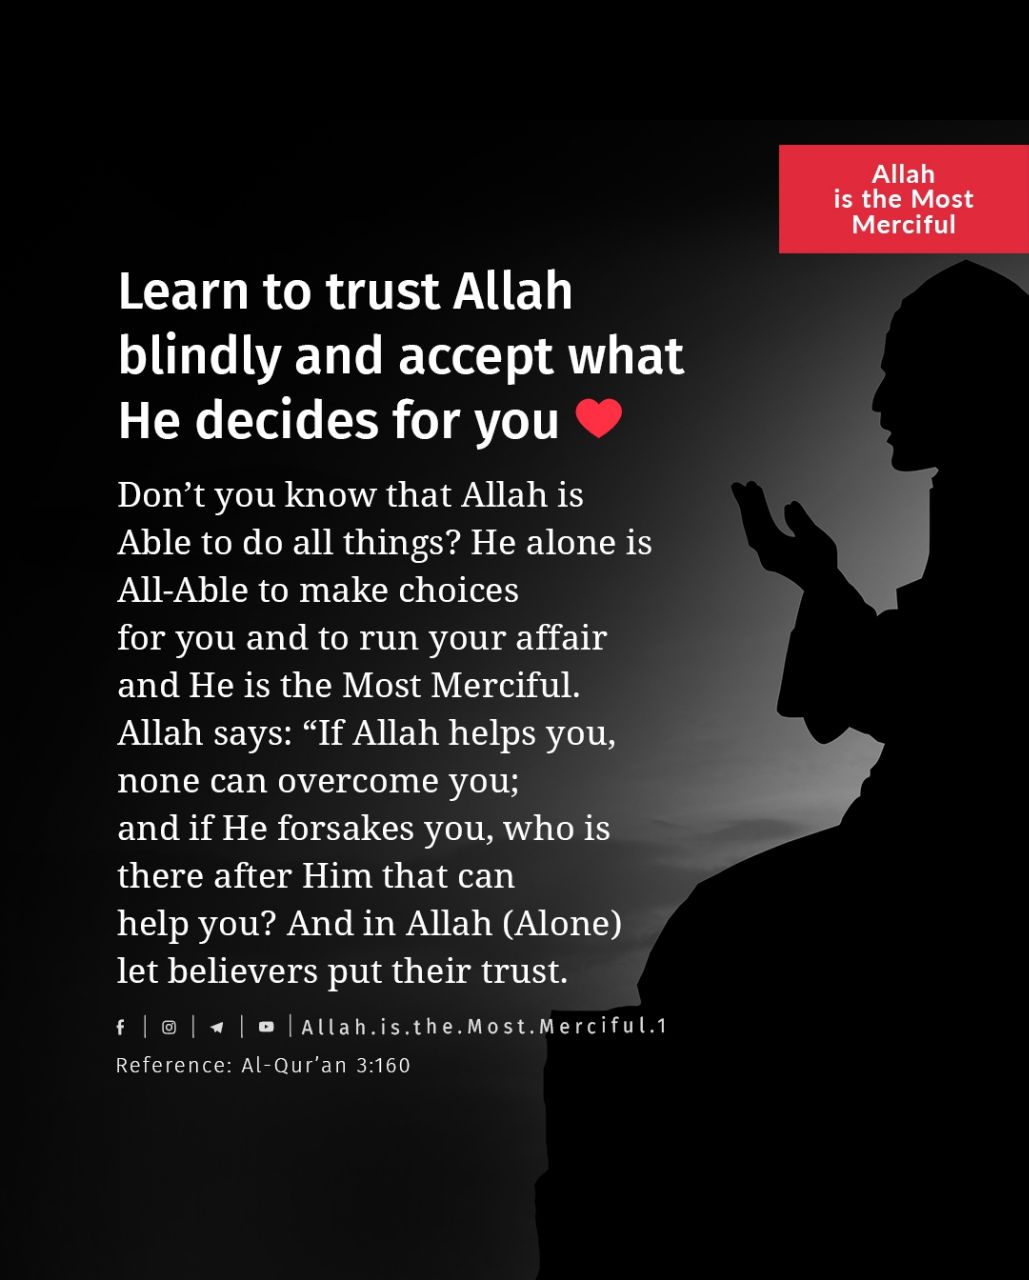 Allah
is the Most
Merciful
Learn to trust Allah
blindly and accept what
He decides for you ❤
Don’t you know that Allah is
Able to do all things? He alone is
All-Able to make choices
for you and to run your affair
and He is the Most Merciful.
Allah says: “If Allah helps you,
none can overcome you;
and if He forsakes you, who is
there after Him that can
help you? And in Allah (Alone)
let believers put their trust.
Allah.is.the.Most.Merciful.1
Reference: Al-Qur’an 3:160